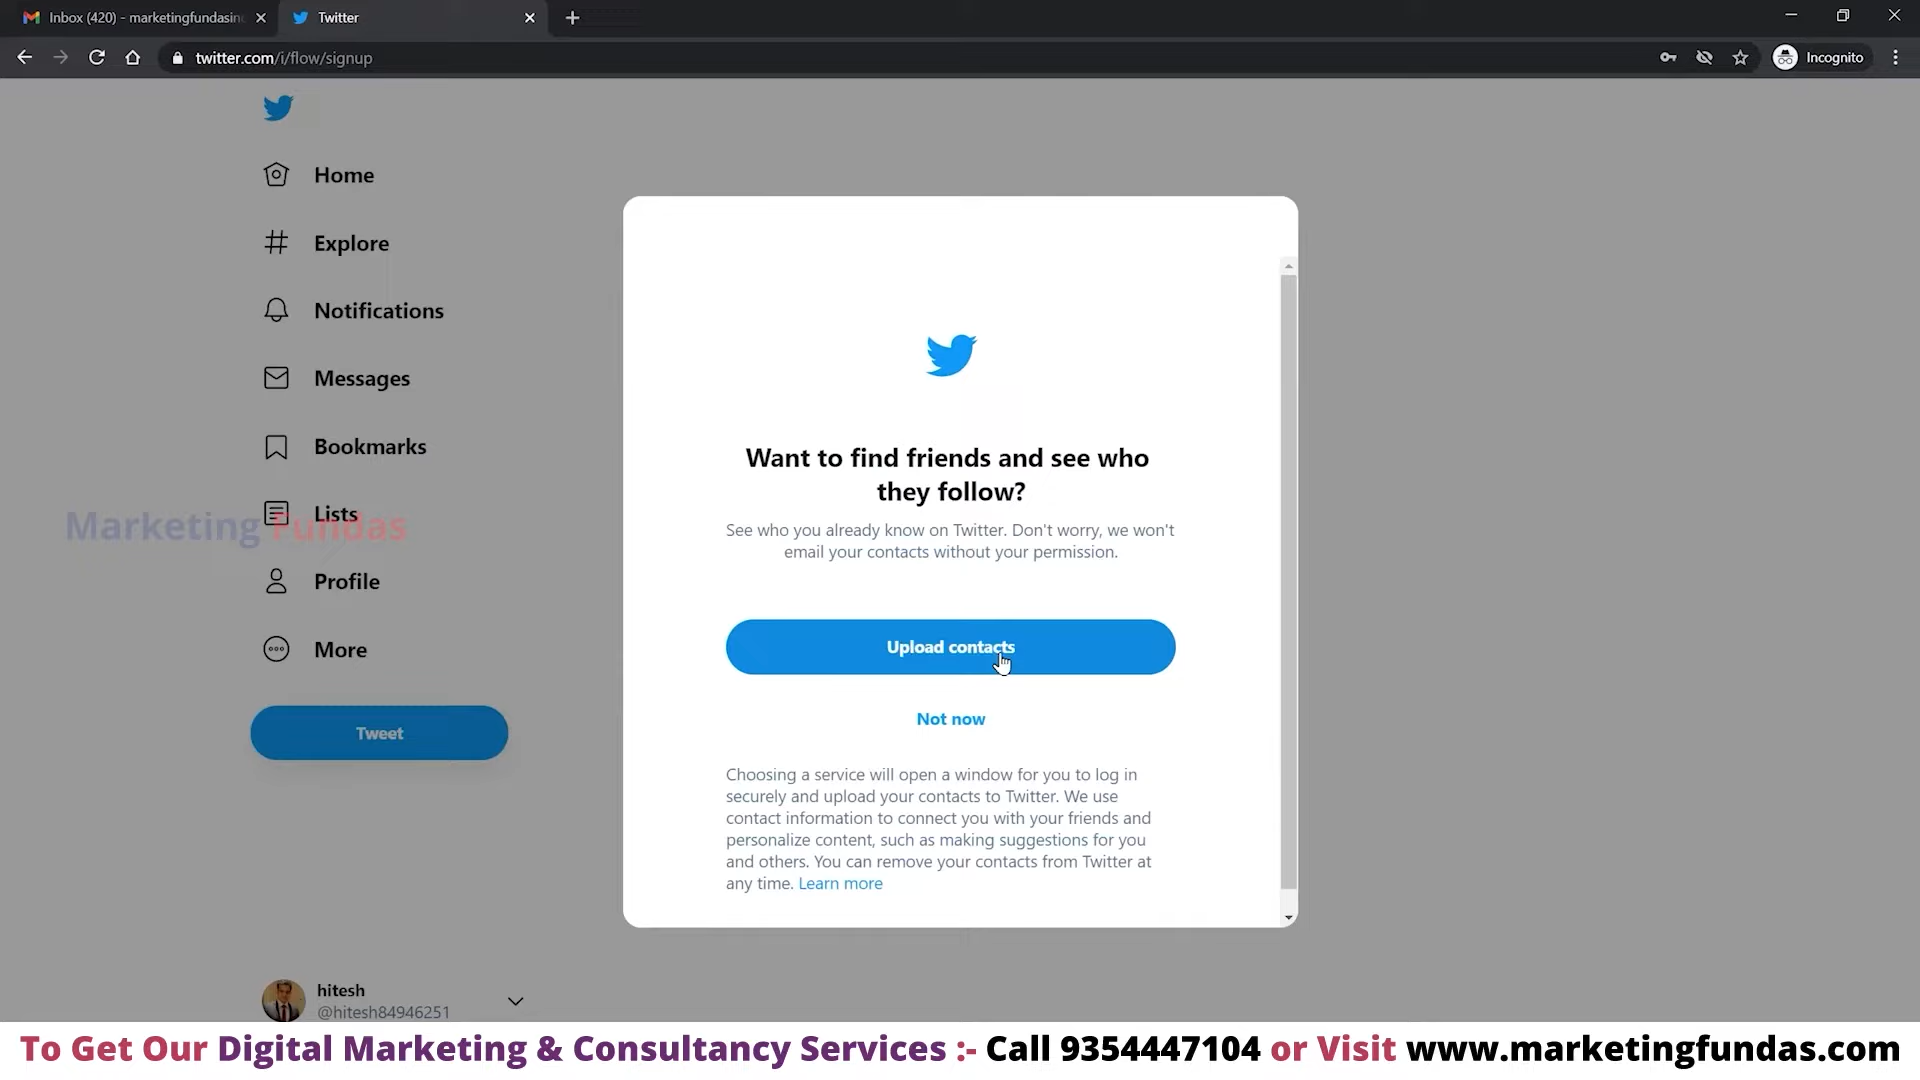 Inbox (420) - marketingfundasin
Twitter
twitter.com/i/flow/signup
Incognito
Home
Explore
Notifications
Messages
Bookmarks
Lists
Marketing Fundas
Profile
More
Tweet
Want to find friends and see who
they follow?
See who you already know on Twitter. Don't worry, we won't
email your contacts without your permission.
Upload contacts
Not now
Choosing a service will open a window for you to log in
securely and upload your contacts to Twitter. We use
contact information to connect you with your friends and
personalize content, such as making suggestions for you
and others. You can remove your contacts from Twitter at
any time. Learn more
hitesh
@hitesh84946251
To Get Our Digital Marketing & Consultancy Services :- Call 9354447104 or Visit www.marketingfundas.com